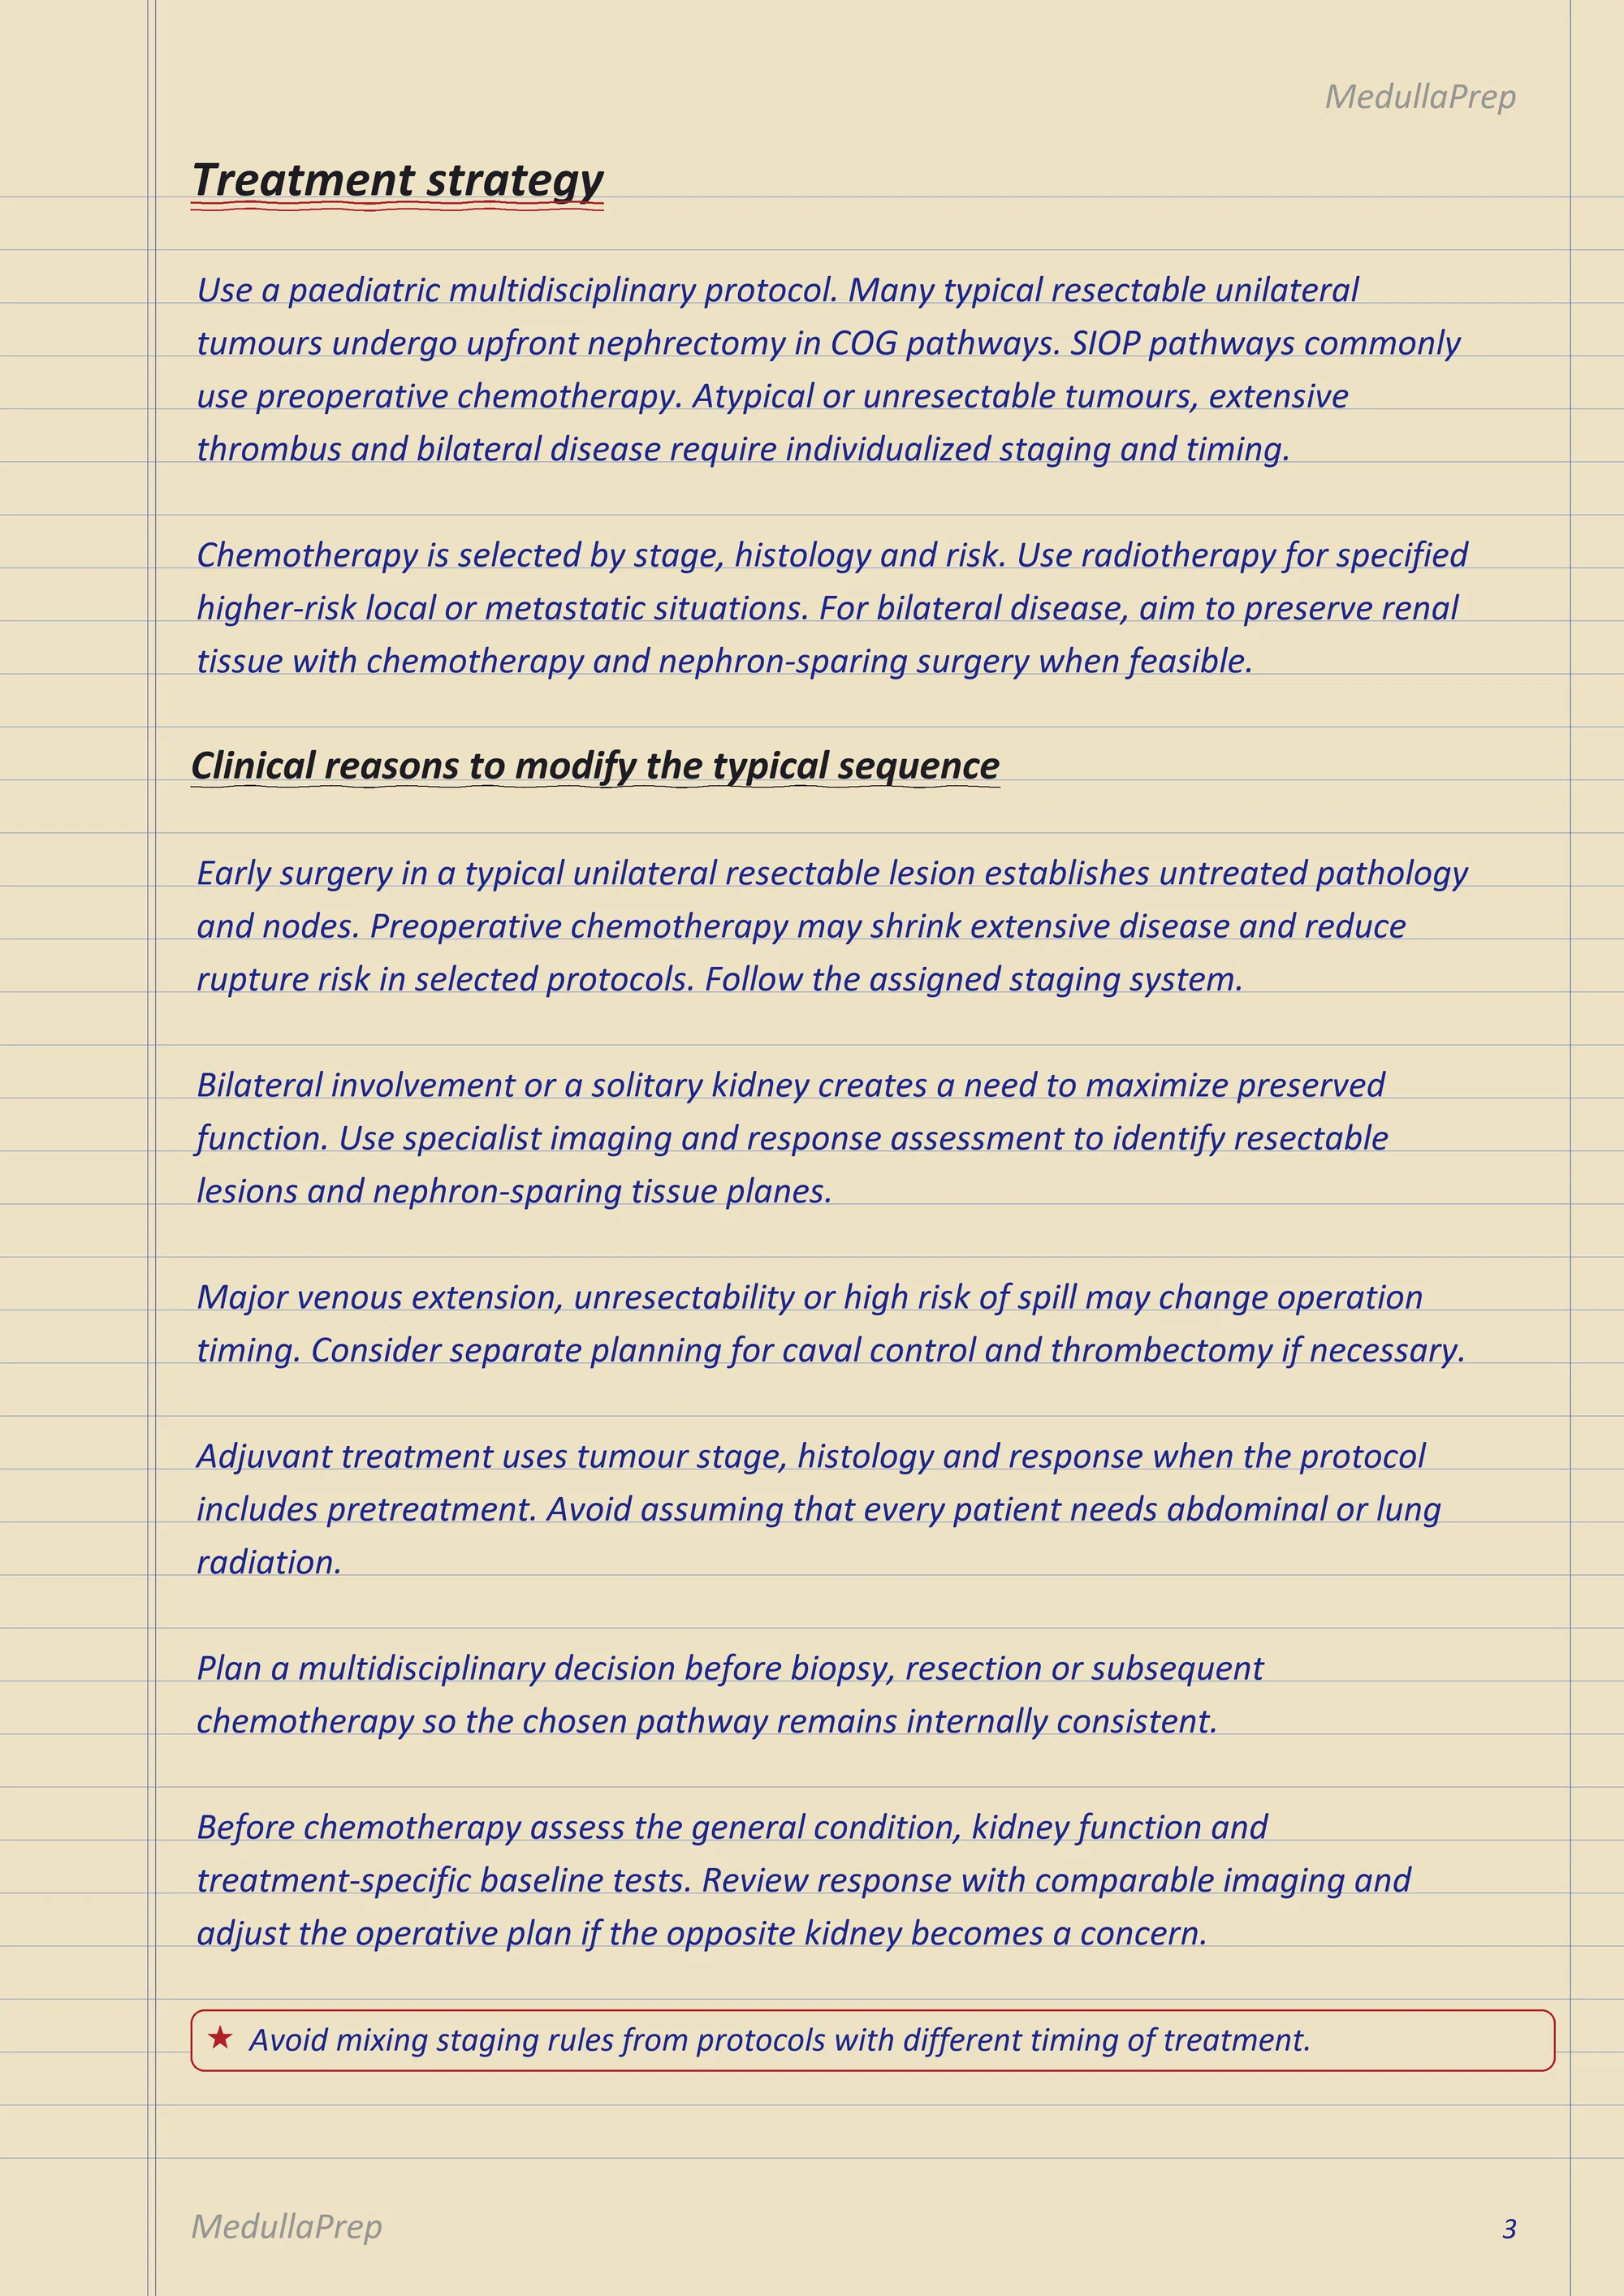 MedullaPrep
Treatment strategy
Use a paediatric multidisciplinary protocol. Many typical resectable unilateral
tumours undergo upfront nephrectomy in COG pathways. SIOP pathways commonly
use preoperative chemotherapy. Atypical or unresectable tumours, extensive
thrombus and bilateral disease require individualized staging and timing.
Chemotherapy is selected by stage, histology and risk. Use radiotherapy for specified
higher-risk local or metastatic situations. For bilateral disease, aim to preserve renal
tissue with chemotherapy and nephron-sparing surgery when feasible.
Clinical reasons to modify the typical sequence
Early surgery in a typical unilateral resectable lesion establishes untreated pathology
and nodes. Preoperative chemotherapy may shrink extensive disease and reduce
rupture risk in selected protocols. Follow the assigned staging system.
Bilateral involvement or a solitary kidney creates a need to maximize preserved
function. Use specialist imaging and response assessment to identify resectable
lesions and nephron-sparing tissue planes.
Major venous extension, unresectability or high risk of spill may change operation
timing. Consider separate planning for caval control and thrombectomy if necessary.
Adjuvant treatment uses tumour stage, histology and response when the protocol
includes pretreatment. Avoid assuming that every patient needs abdominal or lung
radiation.
Plan a multidisciplinary decision before biopsy, resection or subsequent
chemotherapy so the chosen pathway remains internally consistent.
Before chemotherapy assess the general condition, kidney function and
treatment-specific baseline tests. Review response with comparable imaging and
adjust the operative plan if the opposite kidney becomes a concern.
★ Avoid mixing staging rules from protocols with different timing of treatment.
MedullaPrep
3